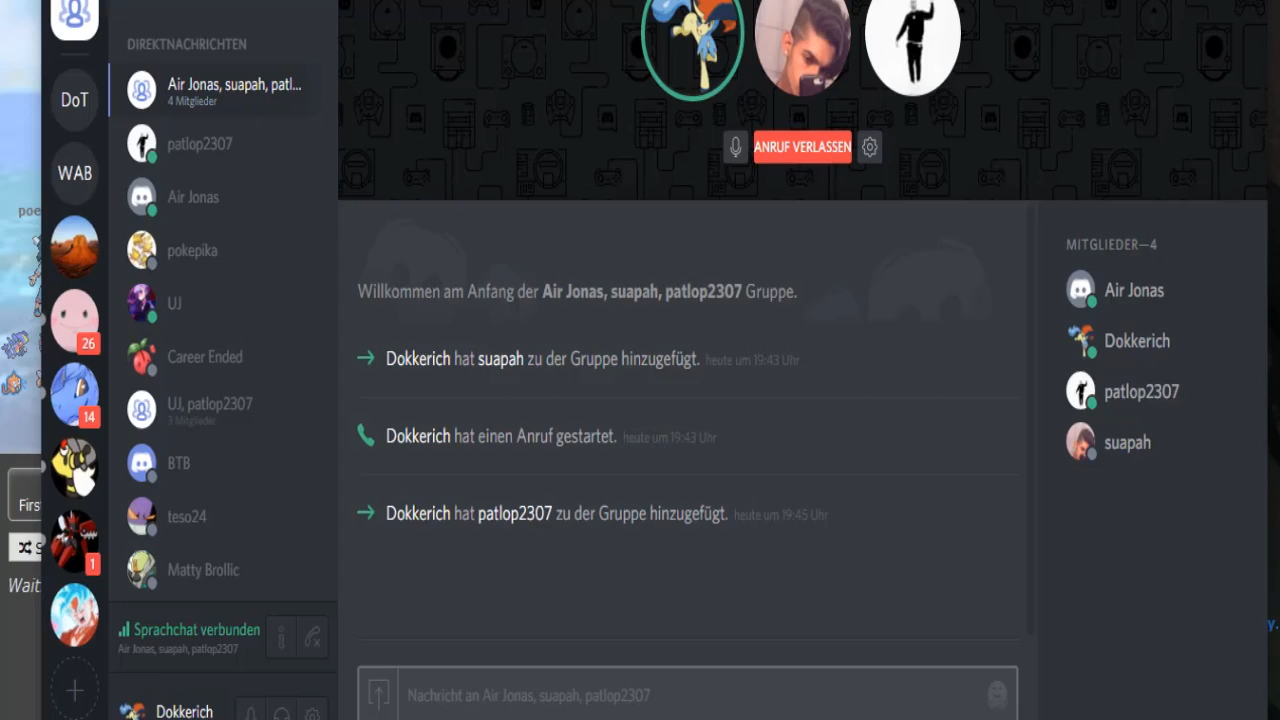 DIREKTNACHRICHTEN
Air Jonas, suapah, patl...
4 Mitglieder
patlop2307
Air Jonas
pokepika
UJ
Career Ended
UJ, patlop2307
3 Mitglieder
BTB
teso24
Matty Brollic
Sprachchat verbunden
Air Jonas, suapah, patlop2307
Dokkerich
DoT
WAB
26
14
1
poe
First
Wait
ANRUF VERLASSEN
Willkommen am Anfang der Air Jonas, suapah, patlop2307 Gruppe.
Dokkerich hat suapah zu der Gruppe hinzugefügt. heute um 19:43 Uhr
Dokkerich hat einen Anruf gestartet. heute um 19:43 Uhr
Dokkerich hat patlop2307 zu der Gruppe hinzugefügt. heute um 19:45 Uhr
Nachricht an Air Jonas, suapah, patlop2307
MITGLIEDER—4
Air Jonas
Dokkerich
patlop2307
suapah
y.